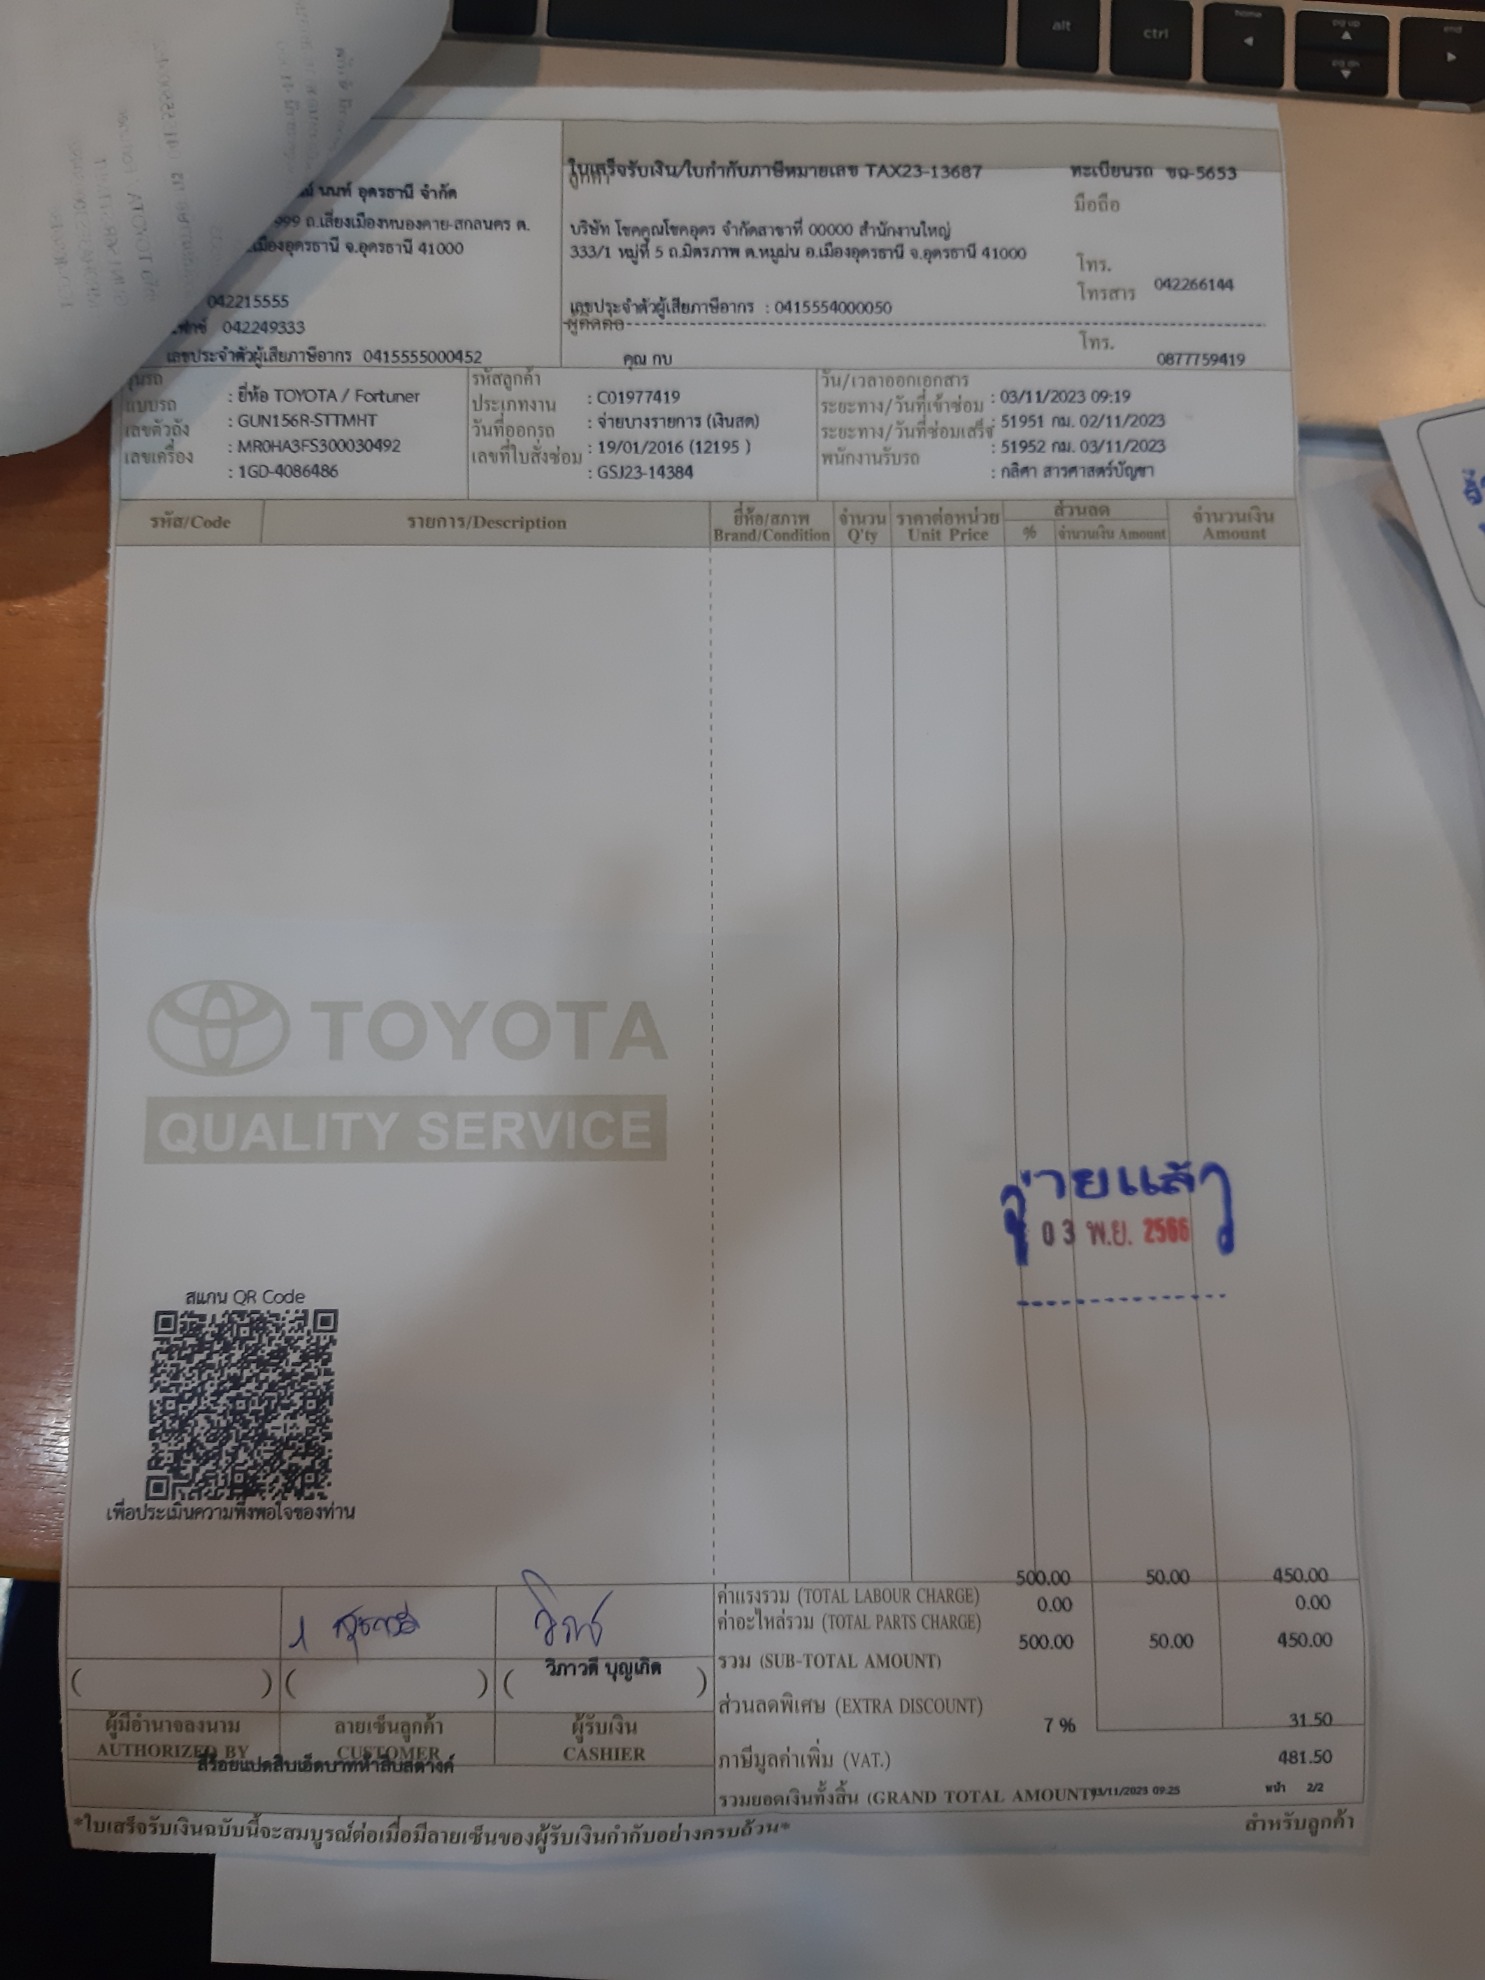 alt
ctrl
home
pg up
pg dn
end
นนท์ อุดรธานี จำกัด
999 ถ.เลี่ยงเมืองหนองคาย-สกลนคร ต.
เมืองอุดรธานี จ.อุดรธานี 41000
042215555
042249333
เลขประจำตัวผู้เสียภาษีอากร 0415555000452
ใบเสร็จรับเงิน/ใบกำกับภาษีหมายเลข TAX23-13687
ลูกค้า
บริษัท โชคคูณโชคอุดร จำกัดสาขาที่ 00000 สำนักงานใหญ่
333/1 หมู่ที่ 5 ถ.มิตรภาพ ต.หมูม่น อ.เมืองอุดรธานี จ.อุดรธานี 41000
เลขประจำตัวผู้เสียภาษีอากร : 0415554000050
ผู้ติดต่อ
คุณ กบ
ทะเบียนรถ ขฉ-5653
มือถือ
โทร.
โทรสาร 042266144
โทร.
0877759419
รุ่นรถ : ยี่ห้อ TOYOTA / Fortuner
แบบรถ : GUN156R-STTMHT
เลขตัวถัง : MR0HA3FS300030492
เลขเครื่อง : 1GD-4086486
รหัสลูกค้า : C01977419
ประเภทงาน : จ่ายบางรายการ (เงินสด)
วันที่ออกรถ : 19/01/2016 (12195 )
เลขที่ใบสั่งซ่อม : GSJ23-14384
วัน/เวลาออกเอกสาร : 03/11/2023 09:19
ระยะทาง/วันที่เข้าซ่อม : 51951 กม. 02/11/2023
ระยะทาง/วันที่ซ่อมเสร็จ : 51952 กม. 03/11/2023
พนักงานรับรถ : กลิศา สารศาสตร์บัญชา
รหัส/Code รายการ/Description ยี่ห้อ/สภาพ จำนวน ราคาต่อหน่วย ส่วนลด จำนวนเงิน
Brand/Condition Q'ty Unit Price % จำนวนเงิน Amount Amount
TOYOTA
QUALITY SERVICE
จ่ายแล้ว
03 พ.ย. 2566
สแกน QR Code
เพื่อประเมินความพึงพอใจของท่าน
ค่าแรงรวม (TOTAL LABOUR CHARGE) 500.00 50.00 450.00
ค่าอะไหล่รวม (TOTAL PARTS CHARGE) 0.00 0.00
รวม (SUB-TOTAL AMOUNT) 500.00 50.00 450.00
ส่วนลดพิเศษ (EXTRA DISCOUNT)
7 % 31.50
ภาษีมูลค่าเพิ่ม (VAT.) 481.50
รวมยอดเงินทั้งสิ้น (GRAND TOTAL AMOUNT) 03/11/2023 09:25 หน้า 2/2
( ) ( ) ( วิภาวดี บุญเกิด )
ผู้มีอำนาจลงนาม ลายเซ็นลูกค้า ผู้รับเงิน
AUTHORIZED BY CUSTOMER CASHIER
สี่ร้อยแปดสิบเอ็ดบาทห้าสิบสตางค์
*ใบเสร็จรับเงินฉบับนี้จะสมบูรณ์ต่อเมื่อมีลายเซ็นของผู้รับเงินกำกับอย่างครบถ้วน*
สำหรับลูกค้า